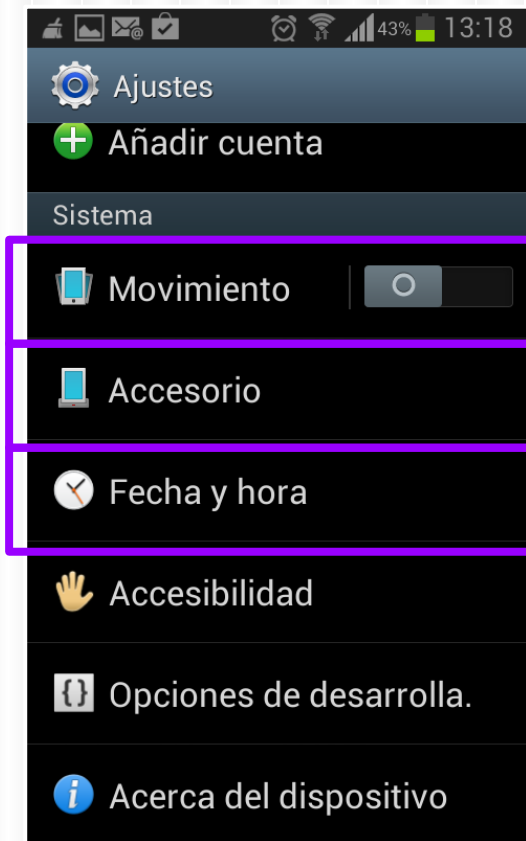 43% 13:18
Ajustes
Añadir cuenta
Sistema
Movimiento
Accesorio
Fecha y hora
Accesibilidad
{} Opciones de desarrolla.
Acerca del dispositivo